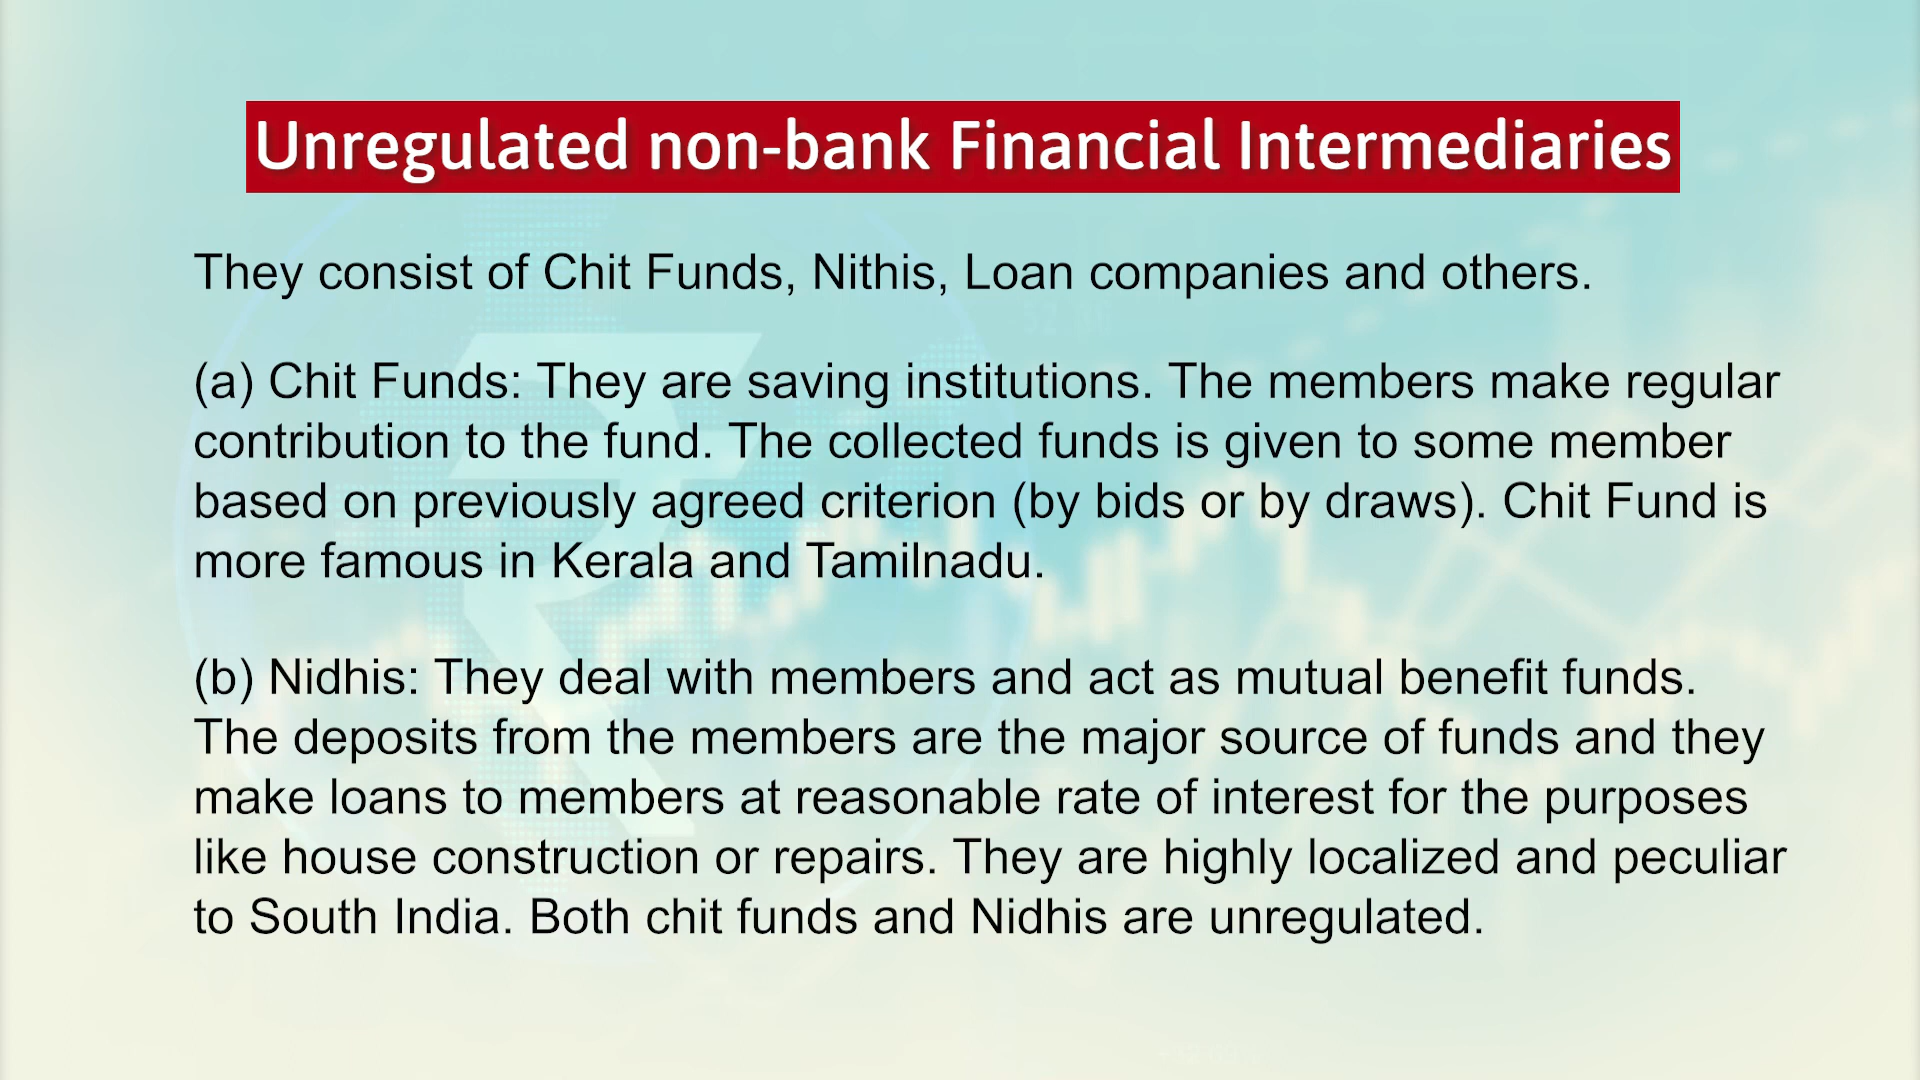 Unregulated non-bank Financial Intermediaries
They consist of Chit Funds, Nithis, Loan companies and others.
(a) Chit Funds: They are saving institutions. The members make regular
contribution to the fund. The collected funds is given to some member
based on previously agreed criterion (by bids or by draws). Chit Fund is
more famous in Kerala and Tamilnadu.
(b) Nidhis: They deal with members and act as mutual benefit funds.
The deposits from the members are the major source of funds and they
make loans to members at reasonable rate of interest for the purposes
like house construction or repairs. They are highly localized and peculiar
to South India. Both chit funds and Nidhis are unregulated.